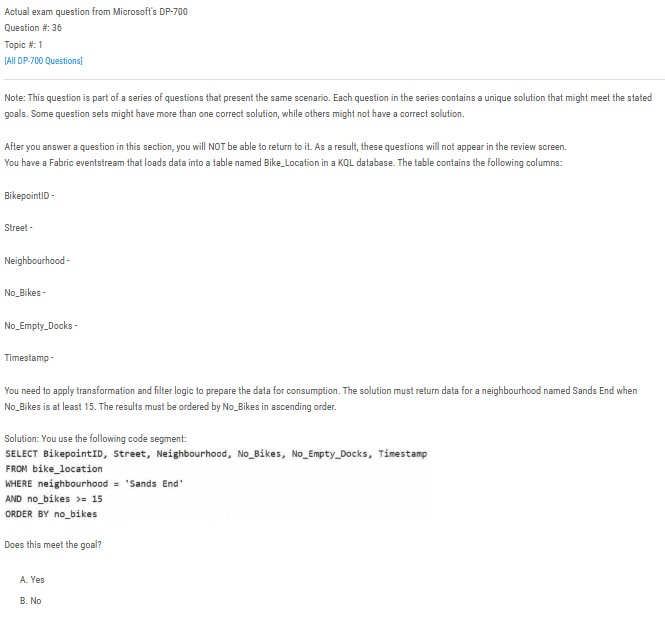 Actual exam question from Microsoft's DP-700
Question #: 36
Topic #: 1
[All DP-700 Questions]
Note: This question is part of a series of questions that present the same scenario. Each question in the series contains a unique solution that might meet the stated
goals. Some question sets might have more than one correct solution, while others might not have a correct solution.
After you answer a question in this section, you will NOT be able to return to it. As a result, these questions will not appear in the review screen.
You have a Fabric eventstream that loads data into a table named Bike_Location in a KQL database. The table contains the following columns:
BikepointID -
Street -
Neighbourhood -
No_Bikes -
No_Empty_Docks -
Timestamp -
You need to apply transformation and filter logic to prepare the data for consumption. The solution must return data for a neighbourhood named Sands End when
No_Bikes is at least 15. The results must be ordered by No_Bikes in ascending order.
Solution: You use the following code segment:
SELECT BikepointID, Street, Neighbourhood, No_Bikes, No_Empty_Docks, Timestamp
FROM bike_location
WHERE neighbourhood = 'Sands End'
AND no_bikes >= 15
ORDER BY no_bikes
Does this meet the goal?
A. Yes
B. No